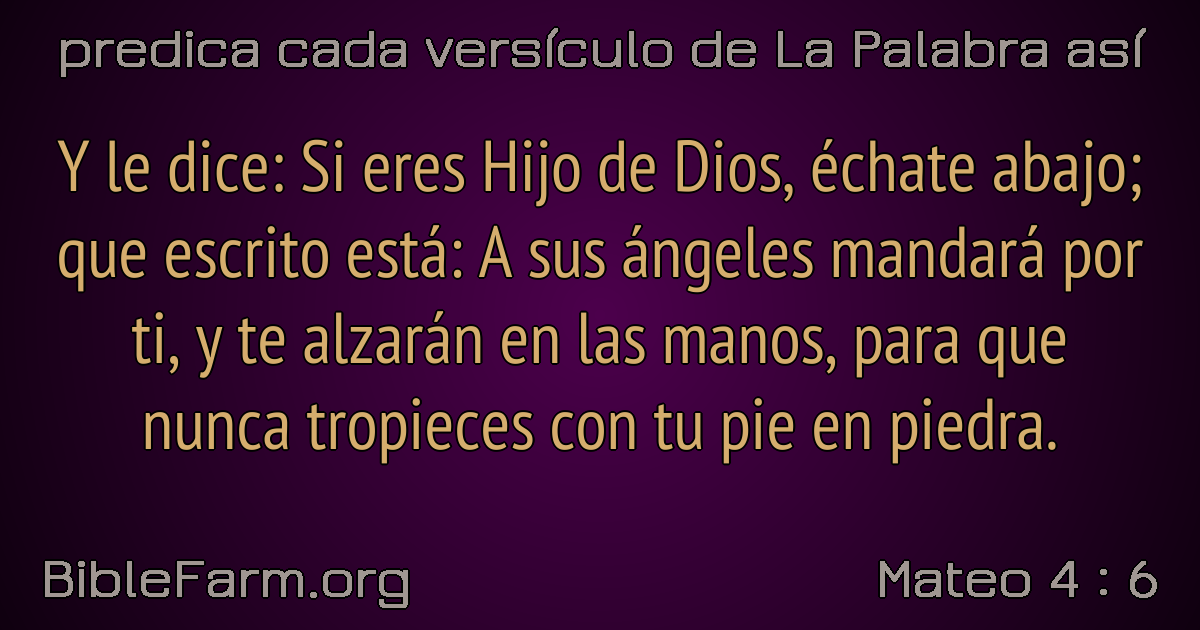 predica cada versículo de La Palabra así
Y le dice: Si eres Hijo de Dios, échate abajo;
que escrito está: A sus ángeles mandará por
ti, y te alzarán en las manos, para que
nunca tropieces con tu pie en piedra.
BibleFarm.org
Mateo 4 : 6